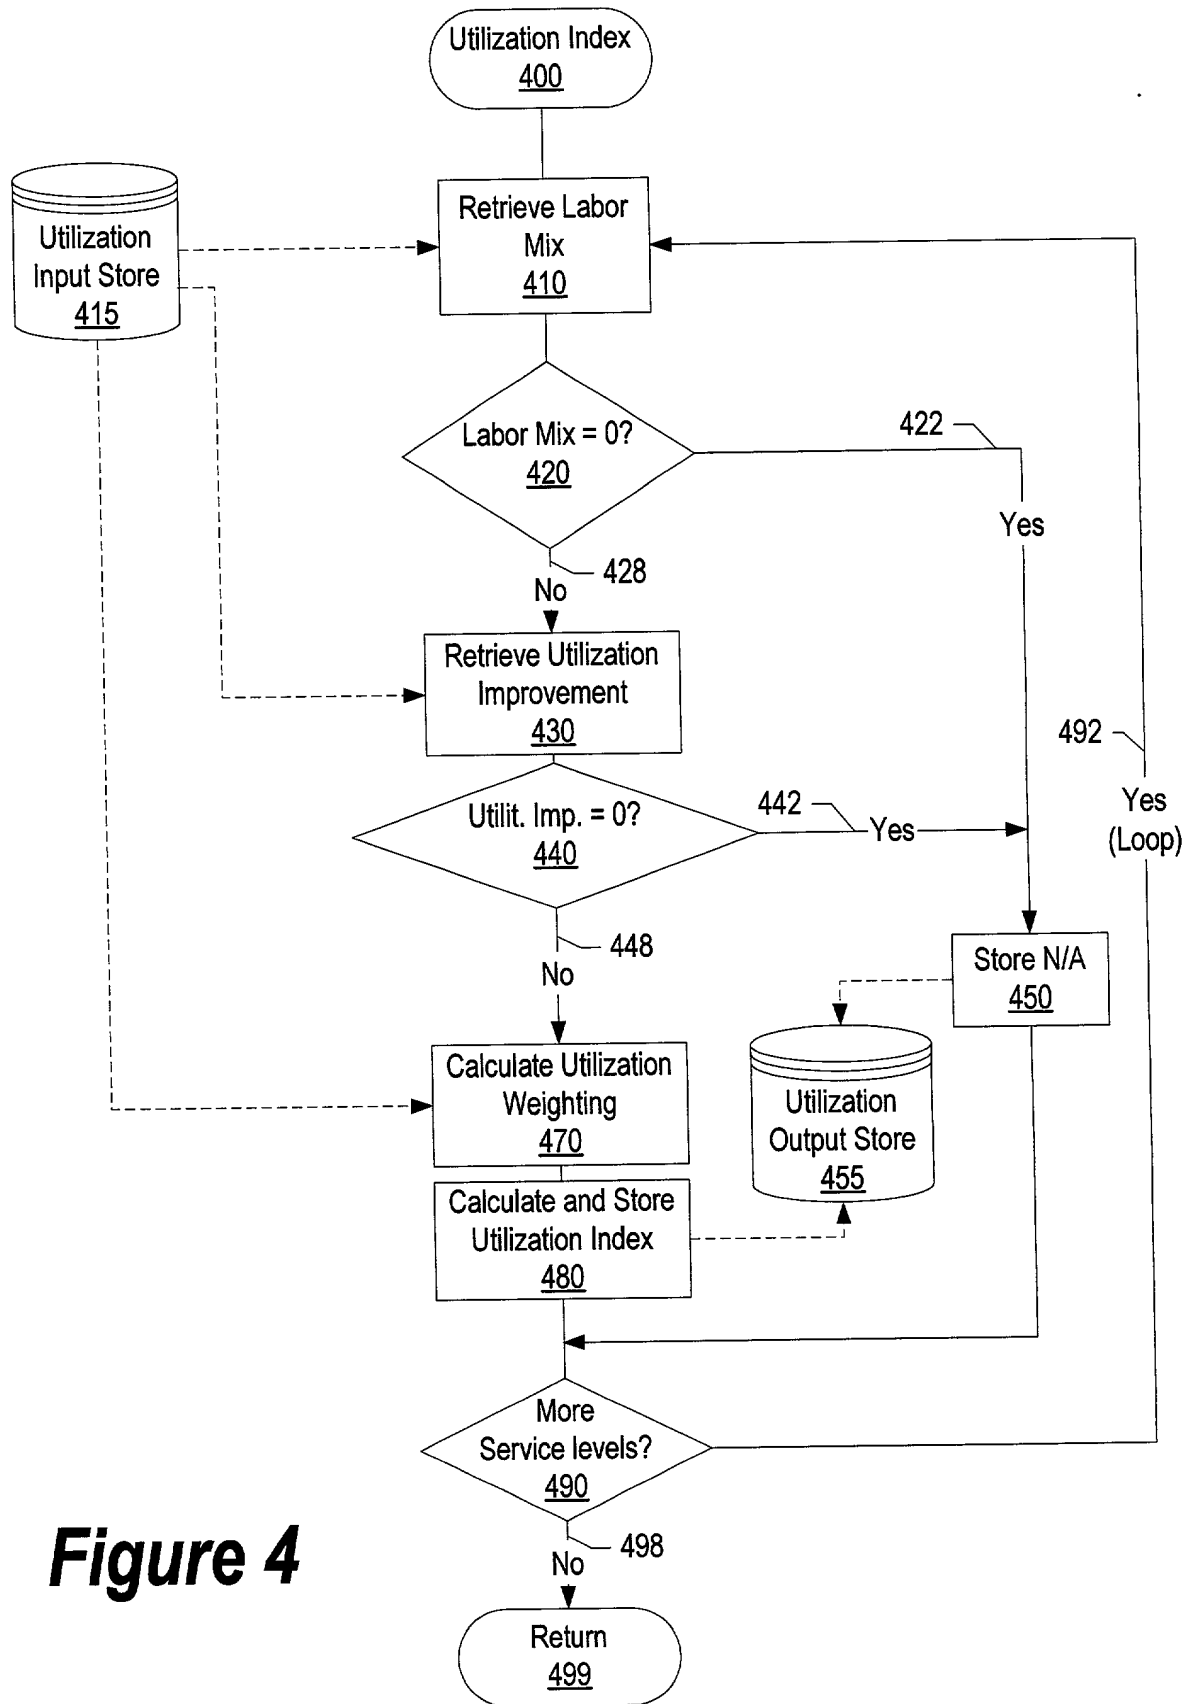 Utilization Index
400
Utilization
Input Store
415
Retrieve Labor
Mix
410
Labor Mix = 0?
420
422
Yes
428
No
Retrieve Utilization
Improvement
430
492
Yes
(Loop)
Utilit. Imp. = 0?
440
442
Yes
448
No
Store N/A
450
Calculate Utilization
Weighting
470
Utilization
Output Store
455
Calculate and Store
Utilization Index
480
More
Service levels?
490
498
No
Figure 4
Return
499